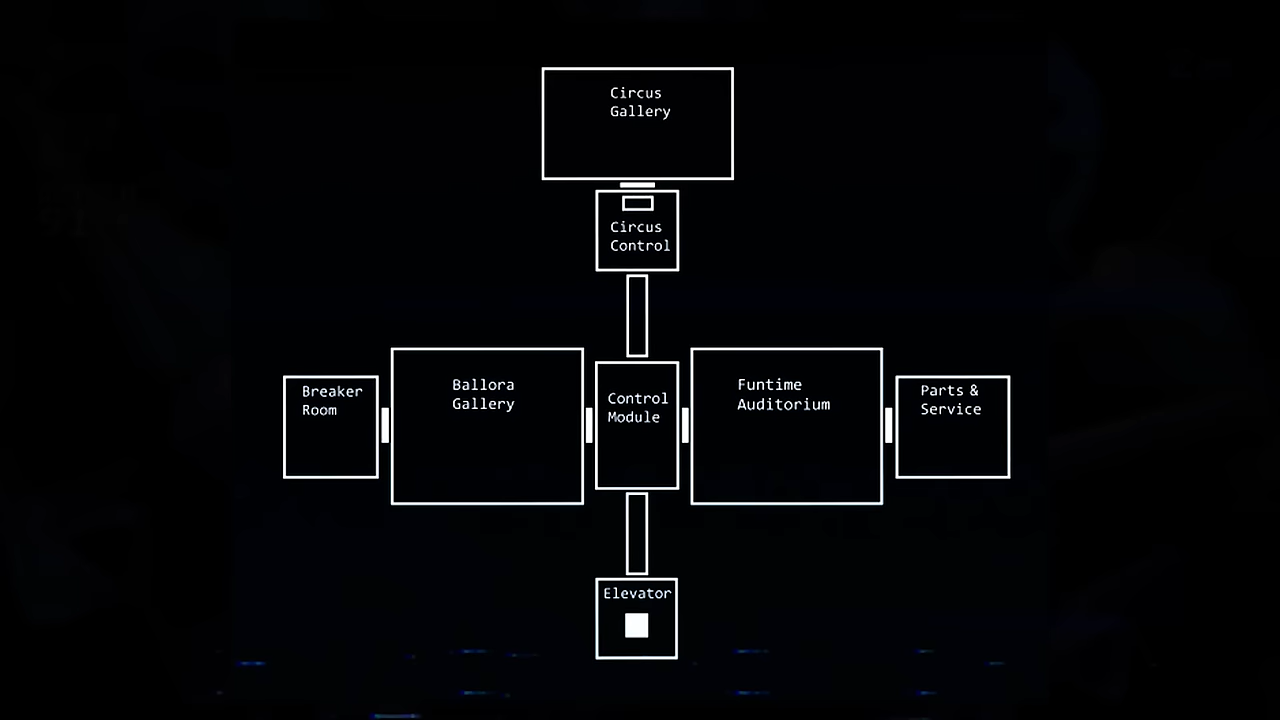 Circus
Gallery
Circus
Control
Breaker
Room
Ballora
Gallery
Control
Module
Funtime
Auditorium
Parts &
Service
Elevator